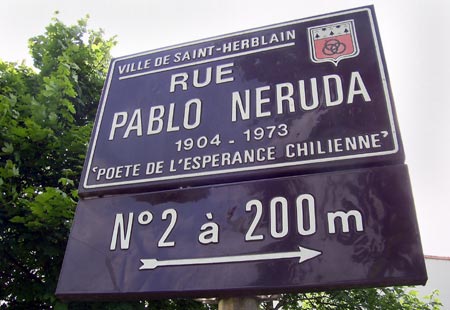 VILLE DE SAINT-HERBLAIN
RUE
PABLO NERUDA
1904 - 1973
'POETE DE L'ESPERANCE CHILIENNE'
N° 2 à 200 m